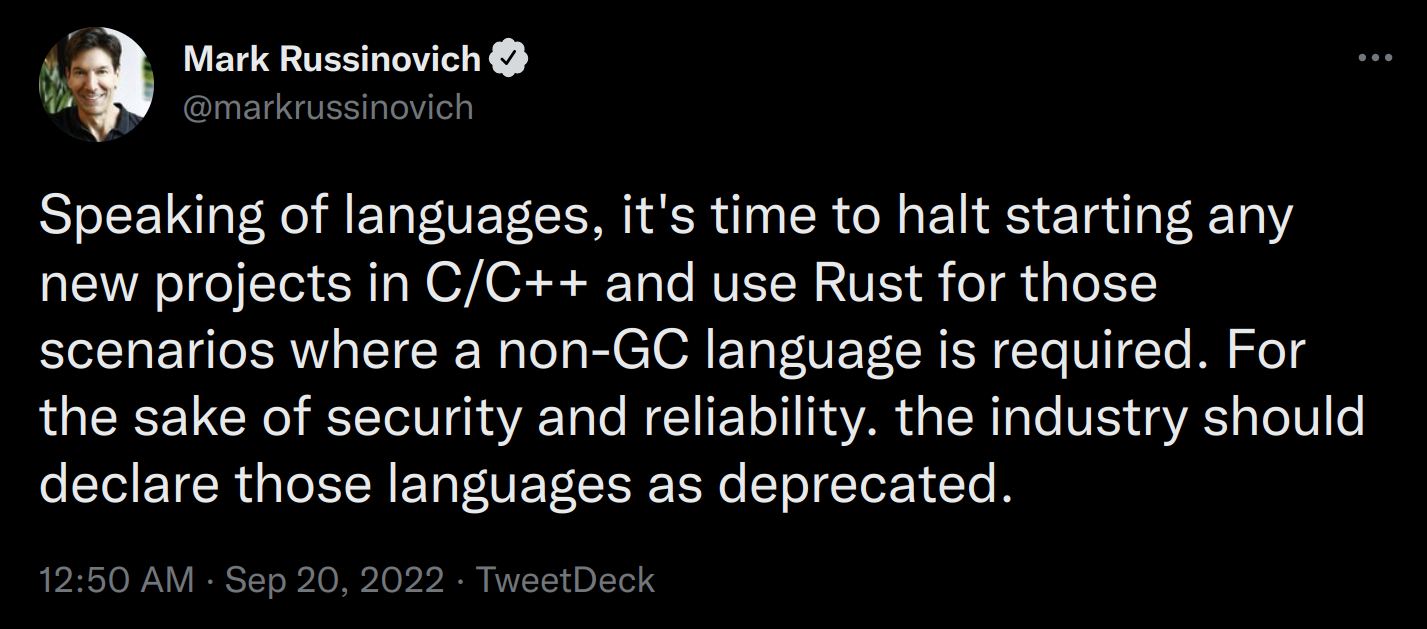 Mark Russinovich
@markrussinovich
Speaking of languages, it's time to halt starting any
new projects in C/C++ and use Rust for those
scenarios where a non-GC language is required. For
the sake of security and reliability. the industry should
declare those languages as deprecated.
12:50 AM · Sep 20, 2022 · TweetDeck